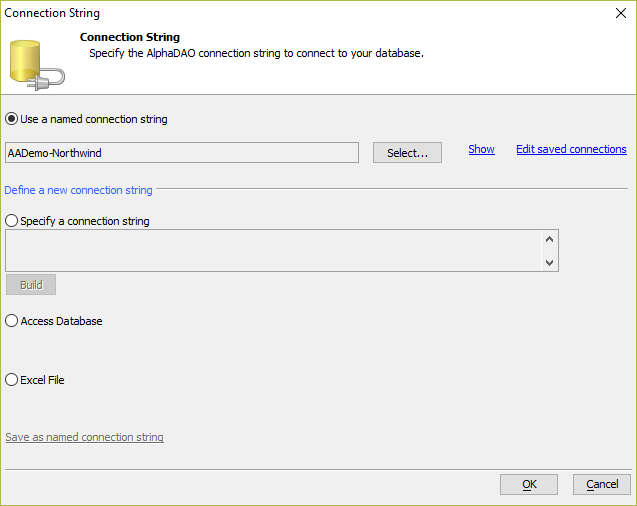 Connection String
Connection String
Specify the AlphaDAO connection string to connect to your database.
Use a named connection string
AADemo-Northwind
Select...
Show
Edit saved connections
Define a new connection string
Specify a connection string
Build
Access Database
Excel File
Save as named connection string
OK
Cancel